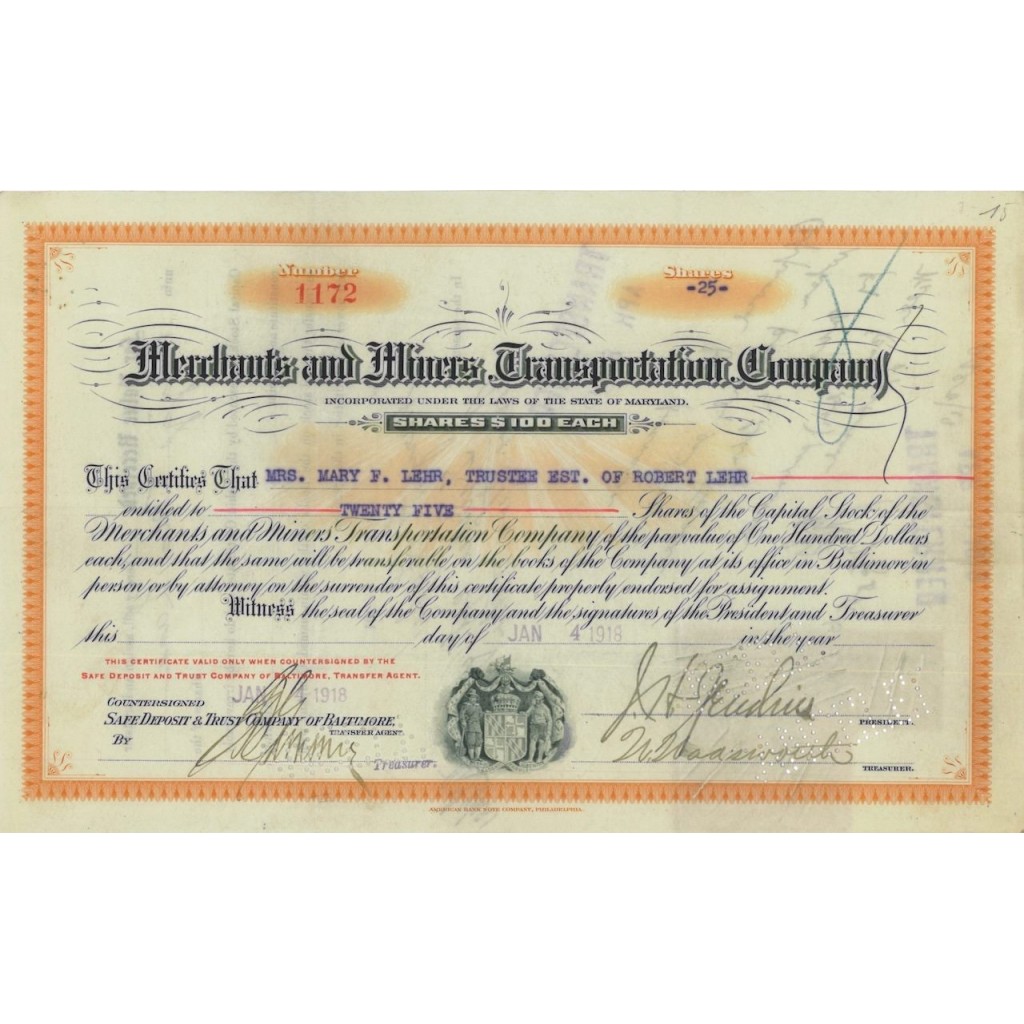 15
Number
1172
Shares
-25-
Merchants and Miners Transportation Company
INCORPORATED UNDER THE LAWS OF THE STATE OF MARYLAND.
SHARES $100 EACH
This Certifies That MRS. MARY F. LEHR, TRUSTEE EST. OF ROBERT LEHR
entitled to TWENTY FIVE Shares of the Capital Stock of the
Merchants and Miners Transportation Company of the par value of One Hundred Dollars
each, and that the same will be transferable on the books of the Company at its office in Baltimore in
person or by attorney on the surrender of this certificate properly endorsed for assignment.
Witness the seal of the Company and the signatures of the President and Treasurer
this day of JAN 4 1918 in the year
THIS CERTIFICATE VALID ONLY WHEN COUNTERSIGNED BY THE
SAFE DEPOSIT AND TRUST COMPANY OF BALTIMORE, TRANSFER AGENT.
JAN 4 1918
COUNTERSIGNED
SAFE DEPOSIT & TRUST COMPANY OF BALTIMORE,
TRANSFER AGENT
BY
Treasurer.
PRESIDENT.
TREASURER.
AMERICAN BANK NOTE COMPANY, PHILADELPHIA.